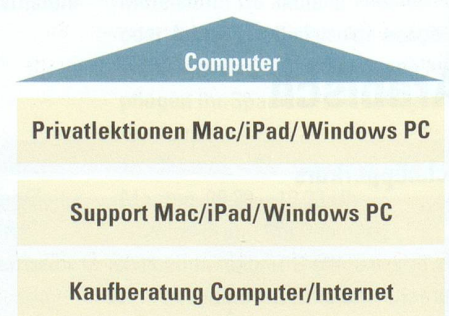 Computer
Privatlektionen Mac/iPad/Windows PC
Support Mac/iPad/Windows PC
Kaufberatung Computer/Internet